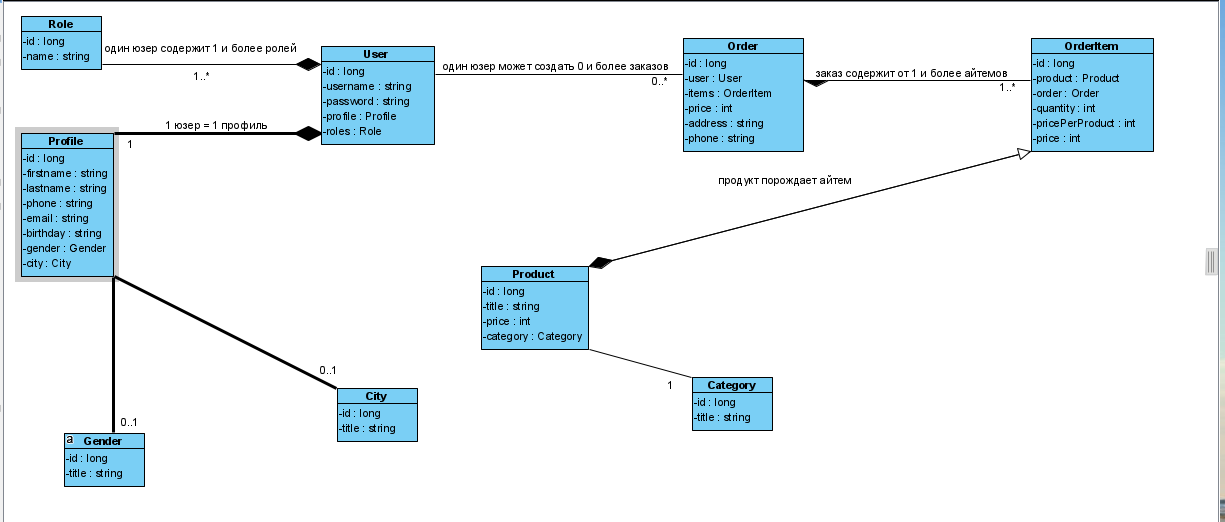 Role
-id : long
-name : string
один юзер содержит 1 и более ролей
1..*
User
-id : long
-username : string
-password : string
-profile : Profile
-roles : Role
один юзер может создать 0 и более заказов
0..*
Order
-id : long
-user : User
-items : OrderItem
-price : int
-address : string
-phone : string
заказ содержит от 1 и более айтемов
1..*
OrderItem
-id : long
-product : Product
-order : Order
-quantity : int
-pricePerProduct : int
-price : int
1 юзер = 1 профиль
1
Profile
-id : long
-firstname : string
-lastname : string
-phone : string
-email : string
-birthday : string
-gender : Gender
-city : City
продукт порождает айтем
Product
-id : long
-title : string
-price : int
-category : Category
1
Category
-id : long
-title : string
0..1
City
-id : long
-title : string
0..1
a
Gender
-id : long
-title : string